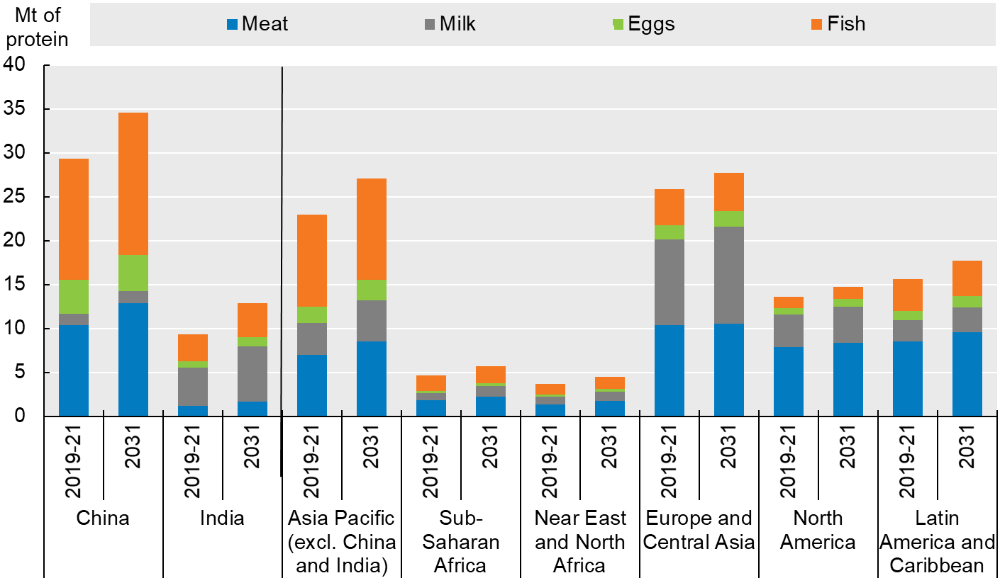 Mt of
protein
Meat
Milk
Eggs
Fish
40
35
30
25
20
15
10
5
0
2019-21
2031
2019-21
2031
2019-21
2031
2019-21
2031
2019-21
2031
2019-21
2031
2019-21
2031
2019-21
2031
China
India
Asia Pacific
(excl. China
and India)
Sub-
Saharan
Africa
Near East
and North
Africa
Europe and
Central Asia
North
America
Latin
America and
Caribbean